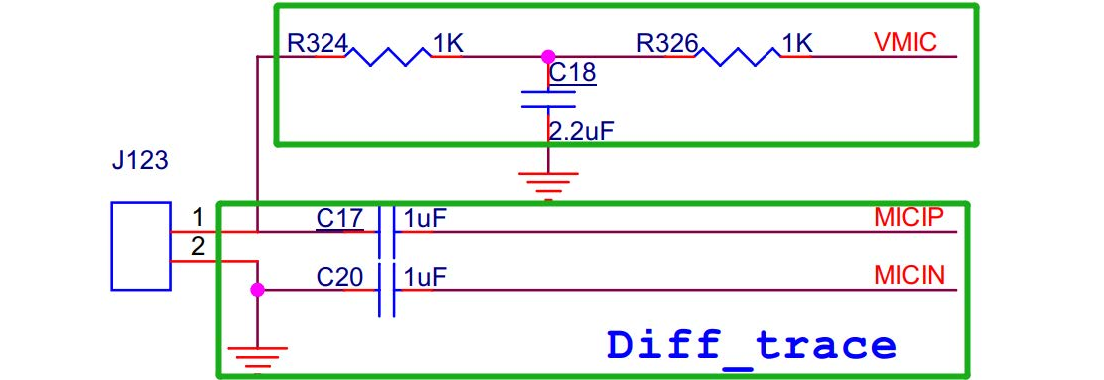 R324 1K R326 1K VMIC
C18
2.2uF
J123
1 C17 1uF MICIP
2
C20 1uF MICIN
Diff_trace